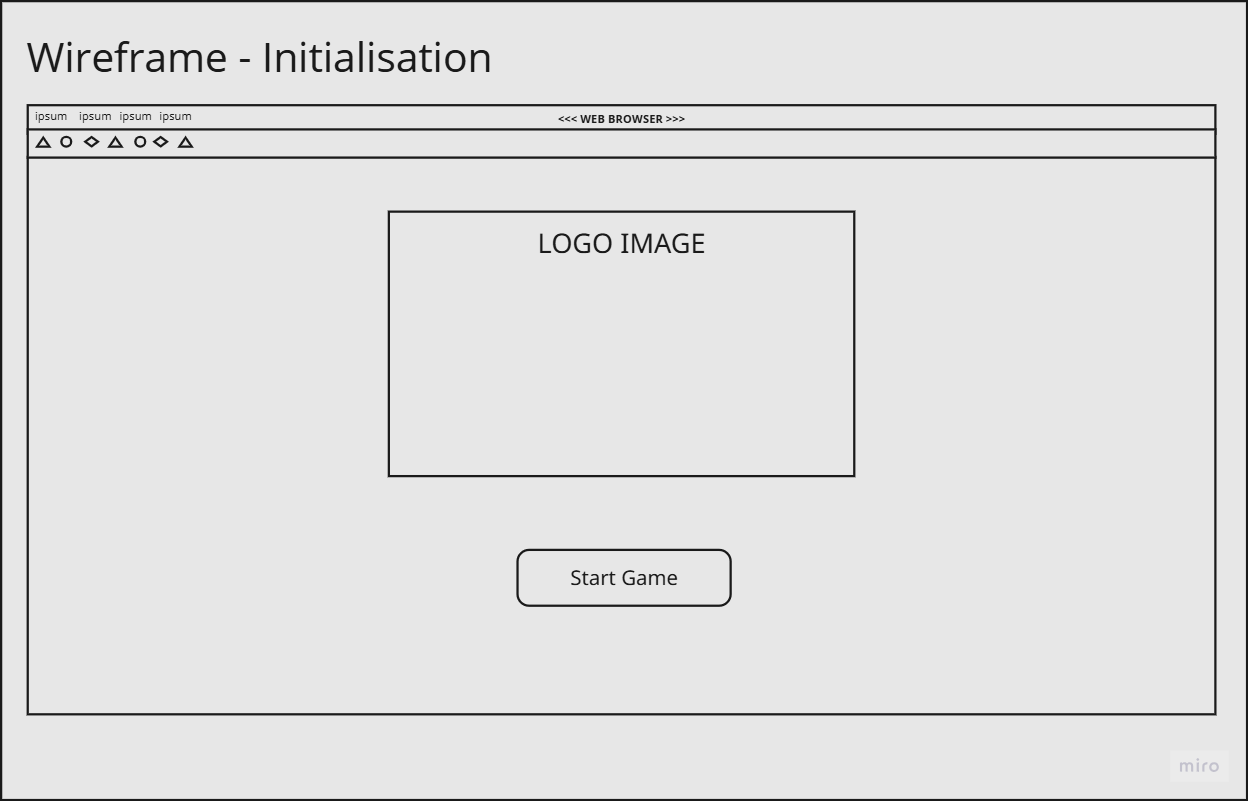 Wireframe - Initialisation
ipsum ipsum ipsum ipsum
<<< WEB BROWSER >>>
LOGO IMAGE
Start Game
miro